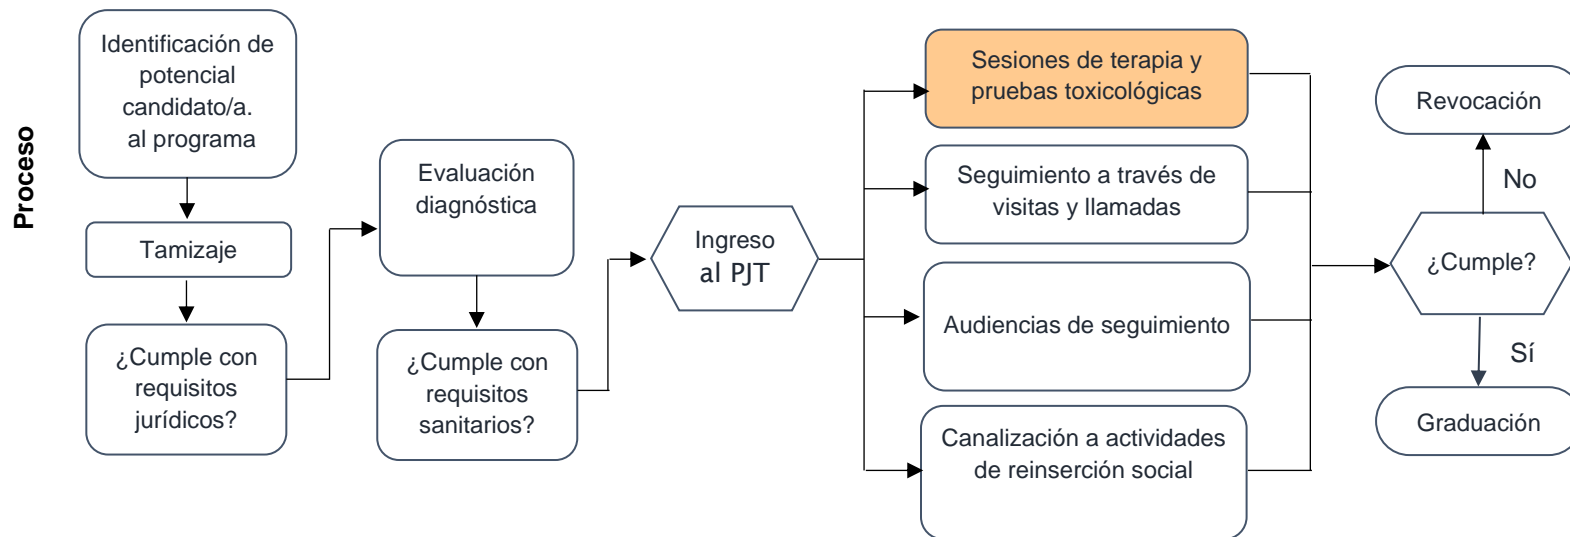 Proceso
Identificación de
potencial
candidato/a.
al programa
Tamizaje
¿Cumple con
requisitos
jurídicos?
Evaluación
diagnóstica
¿Cumple con
requisitos
sanitarios?
Ingreso
al PJT
Sesiones de terapia y
pruebas toxicológicas
Seguimiento a través de
visitas y llamadas
Audiencias de seguimiento
Canalización a actividades
de reinserción social
Revocación
No
¿Cumple?
Sí
Graduación